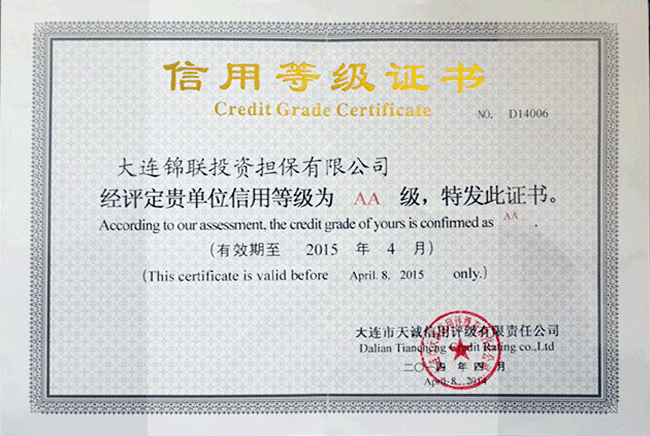 信用等级证书
Credit Grade Certificate
NO. D14006
大连锦联投资担保有限公司
经评定贵单位信用等级为 AA 级，特发此证书。
According to our assessment, the credit grade of yours is confirmed as AA .
(有效期至 2015 年 4 月)
(This certificate is valid before April. 8, 2015 only.)
大连市天诚信用评级有限责任公司
Dalian Tiancheng Credit Rating co.,Ltd
二〇一四 年 四 月
April- 8., 2014